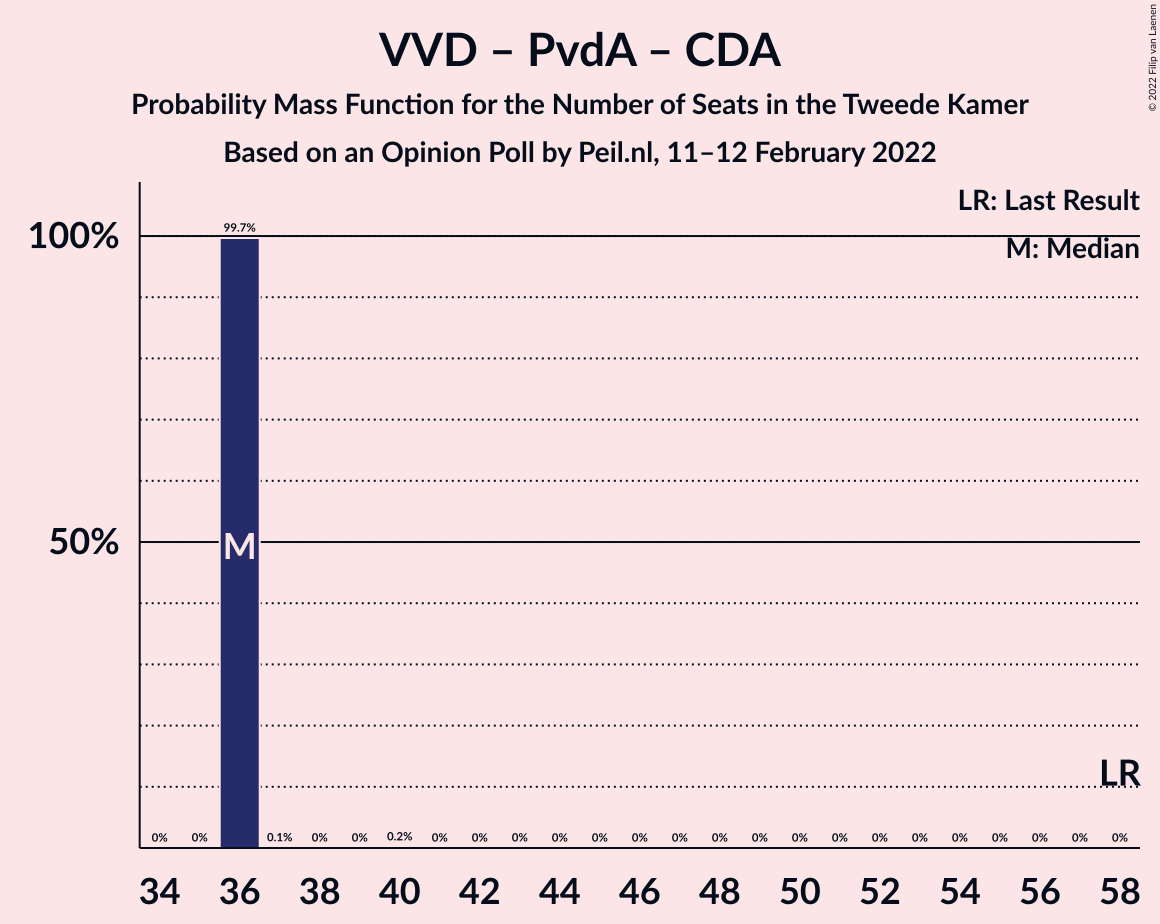 VVD – PvdA – CDA
Probability Mass Function for the Number of Seats in the Tweede Kamer
Based on an Opinion Poll by Peil.nl, 11–12 February 2022
© 2022 Filip van Laenen
LR: Last Result
M: Median
100%
99.7%
50%
M
LR
0% 0% 0.1% 0% 0% 0.2% 0% 0% 0% 0% 0% 0% 0% 0% 0% 0% 0% 0% 0% 0% 0% 0% 0% 0%
34 36 38 40 42 44 46 48 50 52 54 56 58